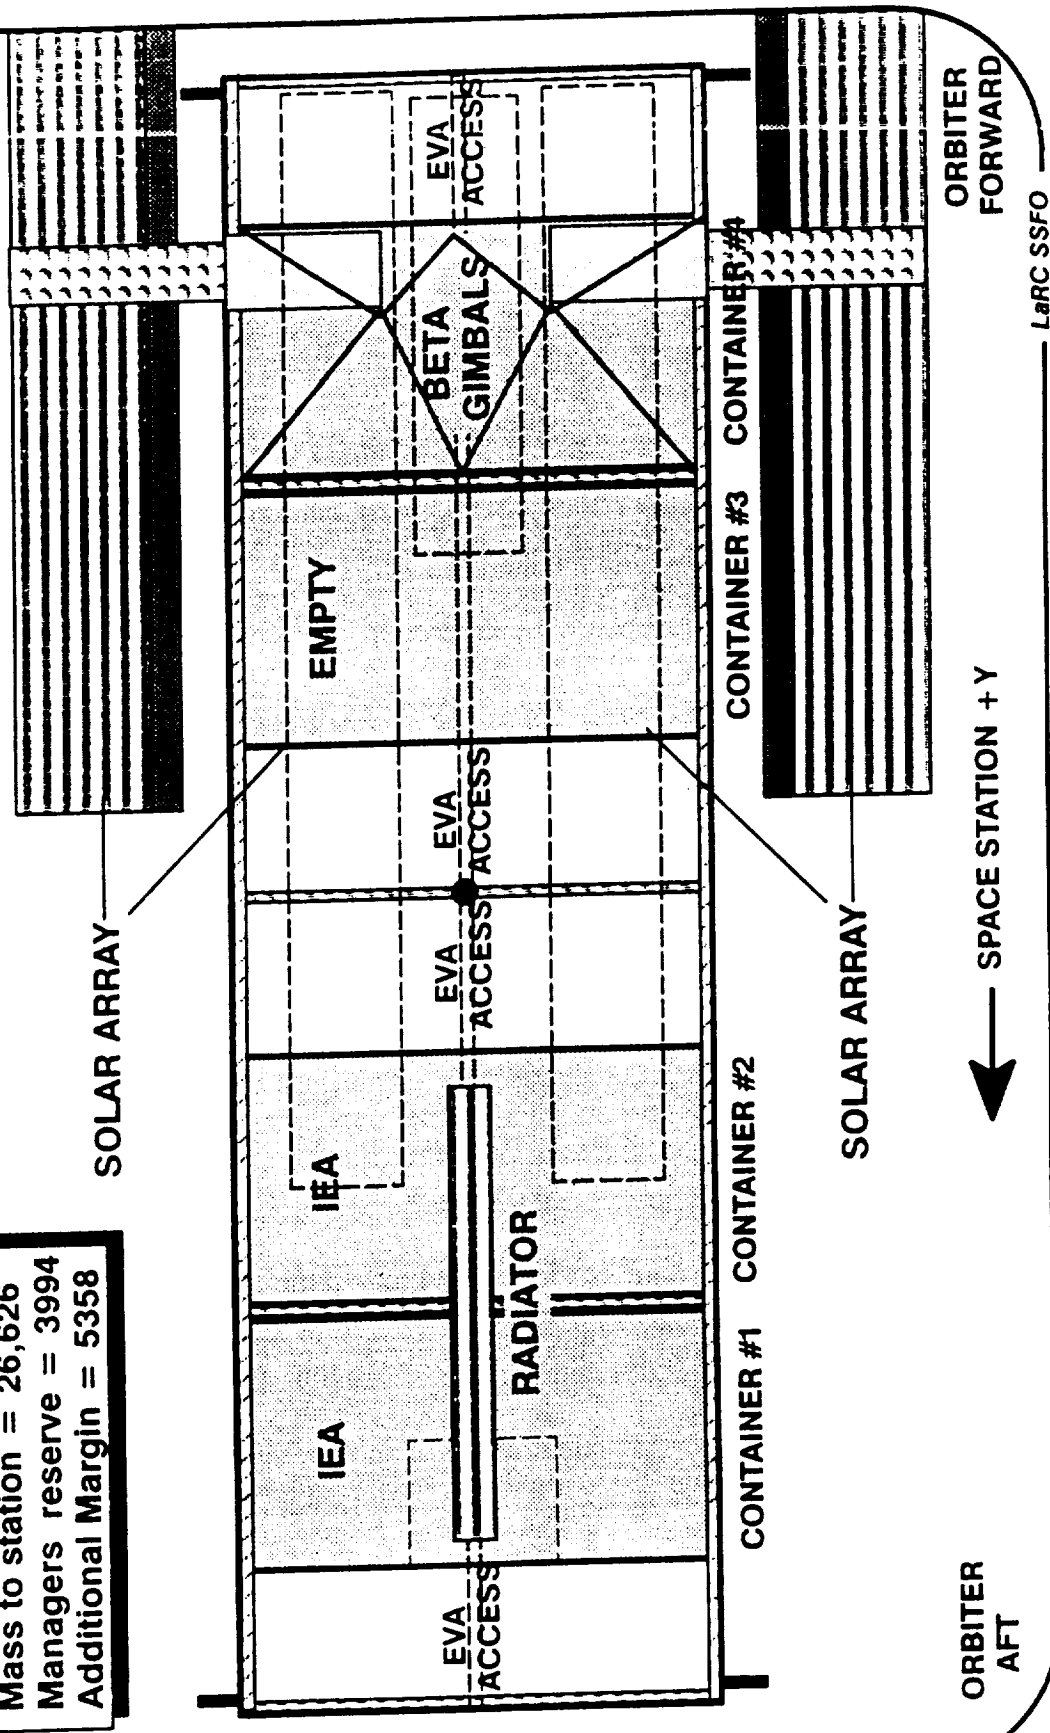 Mass to station = 26,626
Managers reserve = 3994
Additional Margin = 5358
SOLAR ARRAY
EVA
ACCESS
IEA
RADIATOR
IEA
EVA
ACCESS
EVA
ACCESS
EMPTY
BETA
GIMBALS
EVA
ACCESS
CONTAINER #1
CONTAINER #2
CONTAINER #3
CONTAINER #4
SOLAR ARRAY
ORBITER
AFT
SPACE STATION +Y
ORBITER
FORWARD
LaRC SSFO